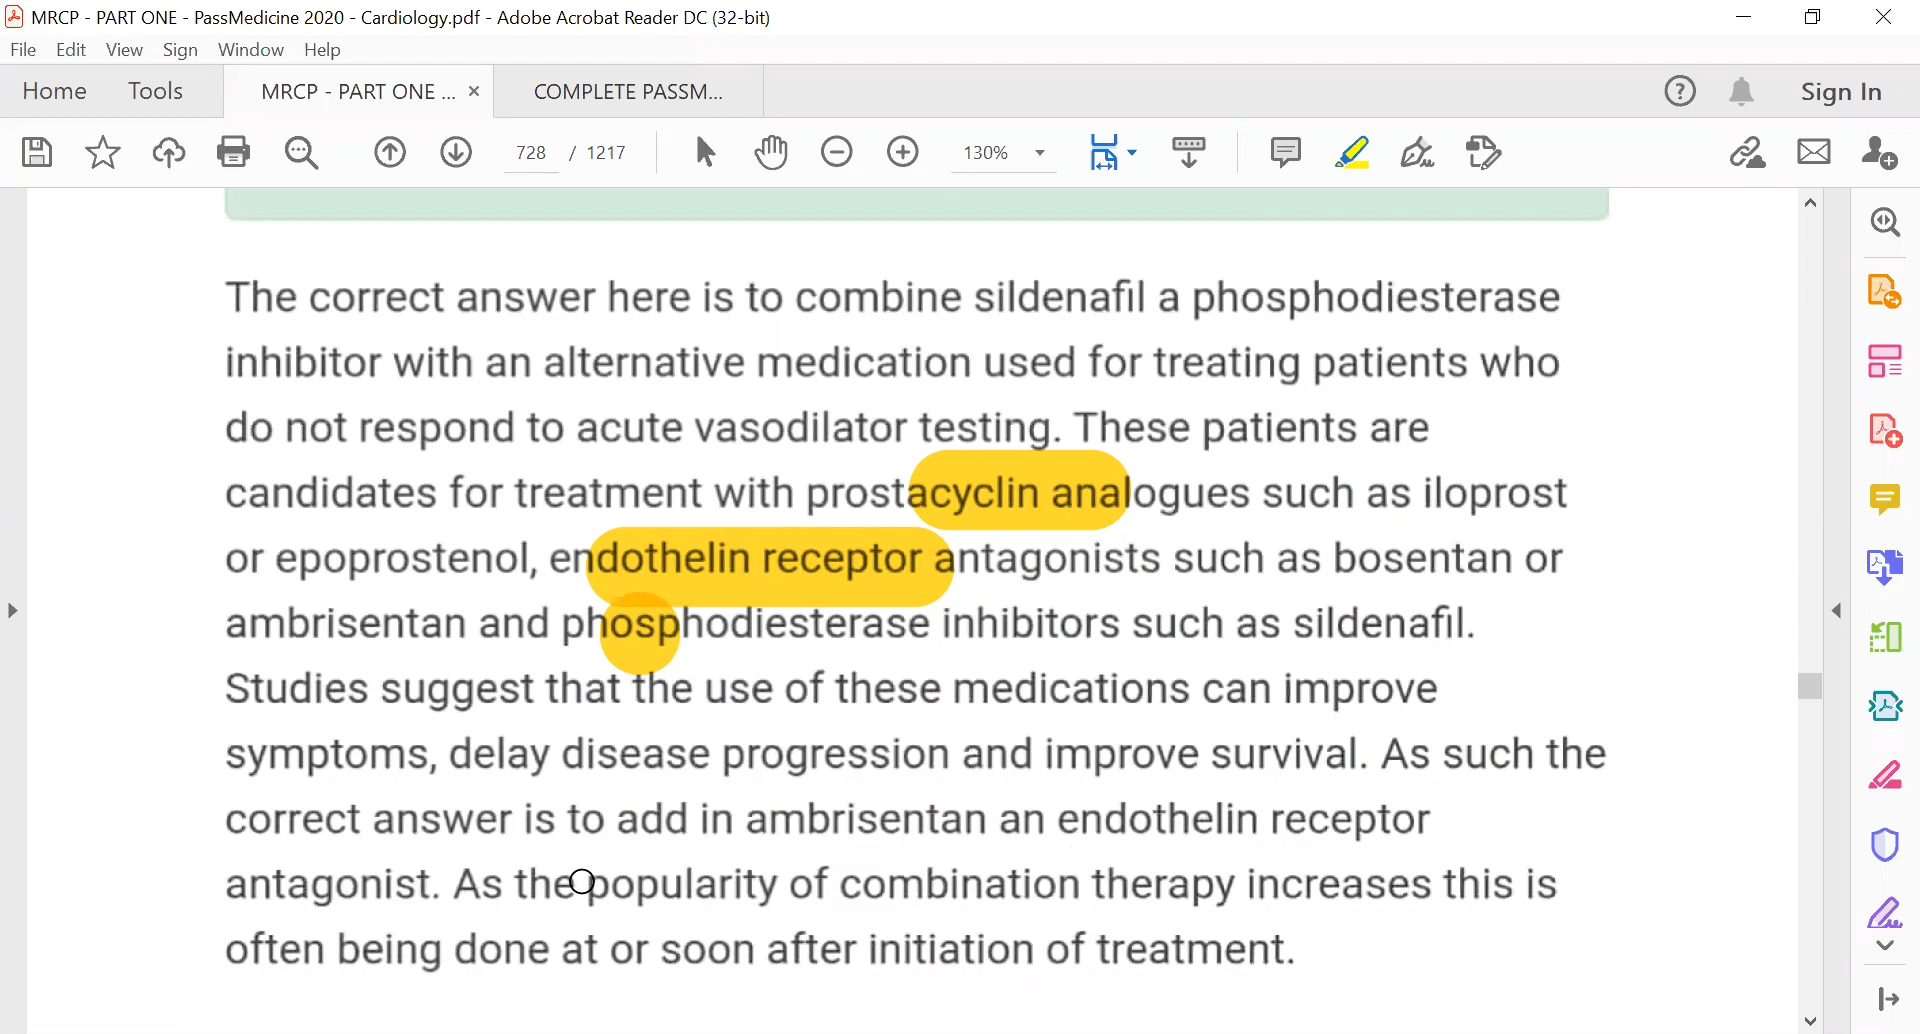 MRCP - PART ONE - PassMedicine 2020 - Cardiology.pdf - Adobe Acrobat Reader DC (32-bit)
File Edit View Sign Window Help
Home Tools MRCP - PART ONE ... × COMPLETE PASSM... Sign In
728 / 1217 130%
The correct answer here is to combine sildenafil a phosphodiesterase
inhibitor with an alternative medication used for treating patients who
do not respond to acute vasodilator testing. These patients are
candidates for treatment with prostacyclin analogues such as iloprost
or epoprostenol, endothelin receptor antagonists such as bosentan or
ambrisentan and phosphodiesterase inhibitors such as sildenafil.
Studies suggest that the use of these medications can improve
symptoms, delay disease progression and improve survival. As such the
correct answer is to add in ambrisentan an endothelin receptor
antagonist. As the popularity of combination therapy increases this is
often being done at or soon after initiation of treatment.